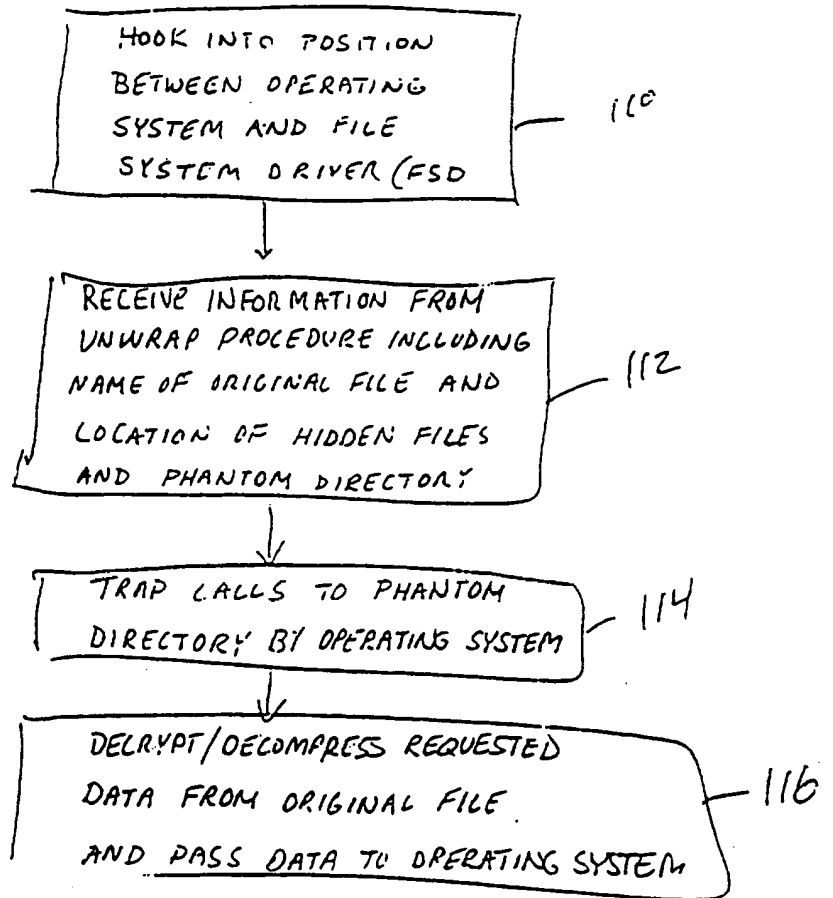 HOOK INTO POSITION
BETWEEN OPERATING
SYSTEM AND FILE
SYSTEM DRIVER (FSD
110
RECEIVE INFORMATION FROM
UNWRAP PROCEDURE INCLUDING
NAME OF ORIGINAL FILE AND
LOCATION OF HIDDEN FILES
AND PHANTOM DIRECTORY
112
TRAP CALLS TO PHANTOM
DIRECTORY BY OPERATING SYSTEM
114
DECRYPT/DECOMPRESS REQUESTED
DATA FROM ORIGINAL FILE
AND PASS DATA TO OPERATING SYSTEM
116